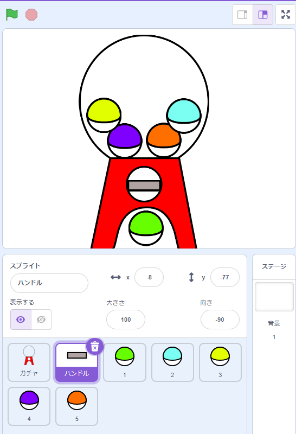 スプライト
ステージ
ハンドル
x
-8
y
-77
表示する
大きさ
向き
100
-90
背景
1
ガチャ
ハンドル
1
2
3
4
5